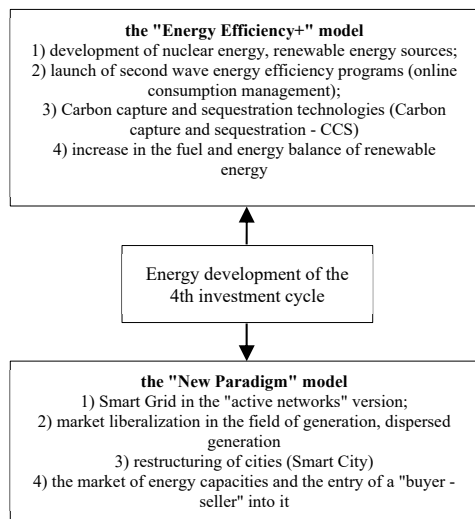 the "Energy Efficiency+" model
1) development of nuclear energy, renewable energy sources;
2) launch of second wave energy efficiency programs (online
consumption management);
3) Carbon capture and sequestration technologies (Carbon
capture and sequestration - CCS)
4) increase in the fuel and energy balance of renewable
energy
Energy development of the
4th investment cycle
the "New Paradigm" model
1) Smart Grid in the "active networks" version;
2) market liberalization in the field of generation, dispersed
generation
3) restructuring of cities (Smart City)
4) the market of energy capacities and the entry of a "buyer -
seller" into it